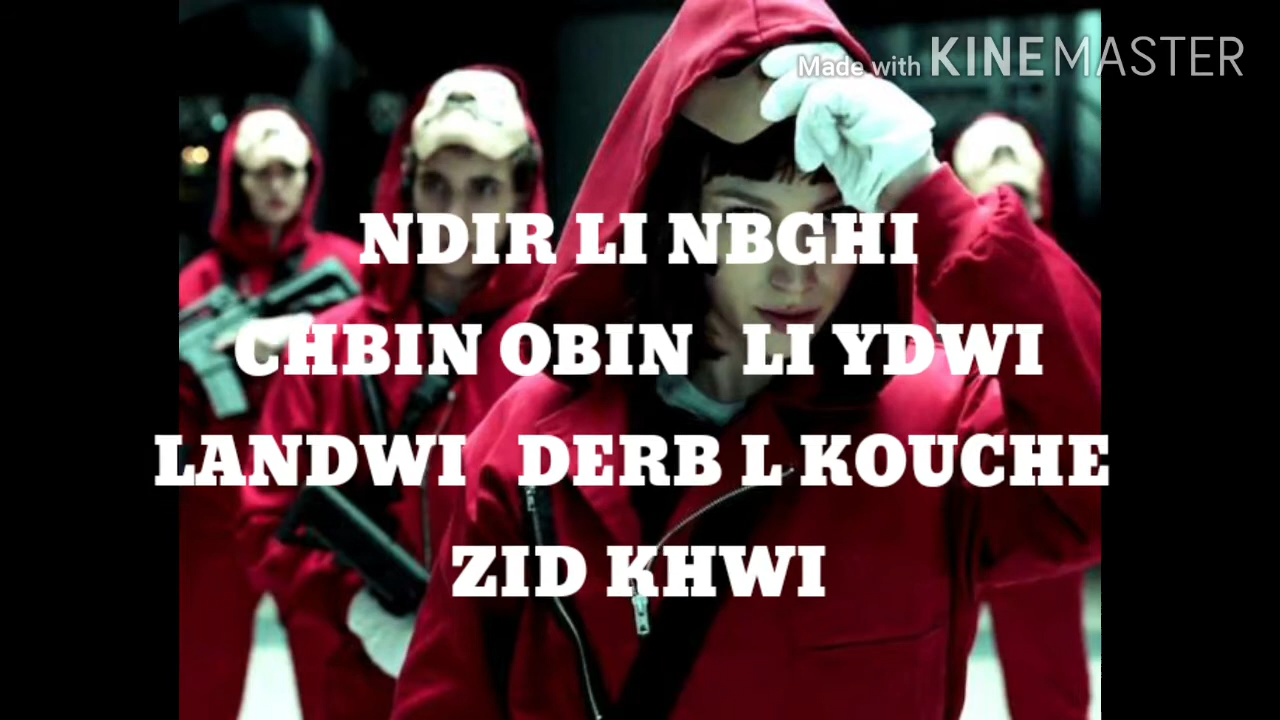 Made with KINEMASTER
NDIR LI NBGHI
CHBIN OBIN LI YDWI
LANDWI DERB L KOUCHE
ZID KHWI